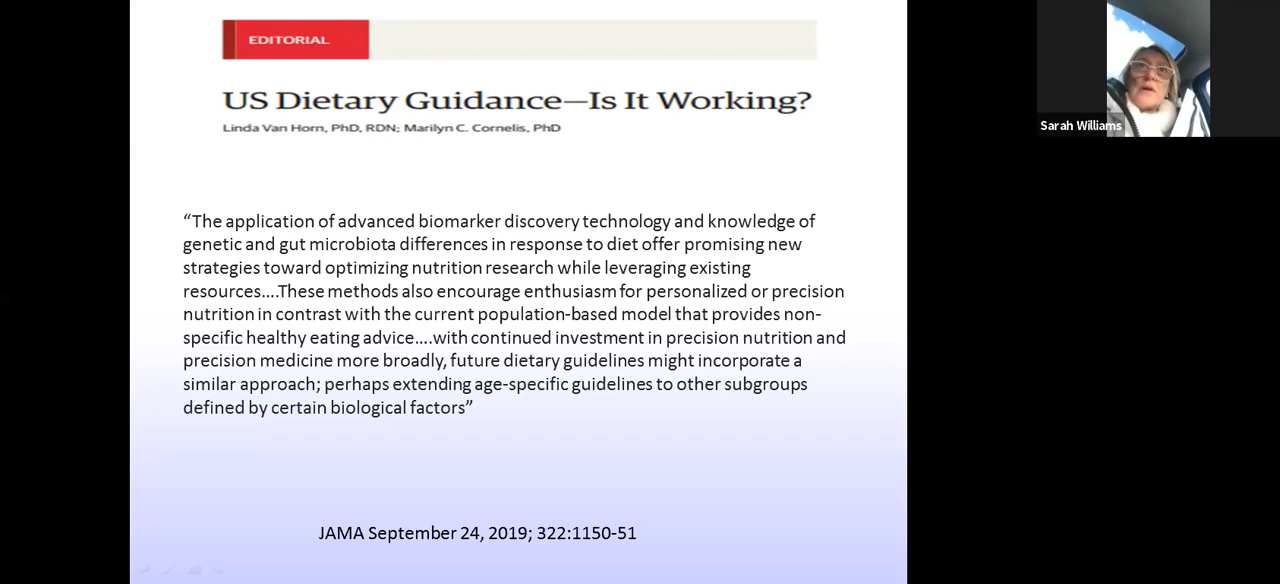 EDITORIAL
US Dietary Guidance—Is It Working?
Linda Van Horn, PhD, RDN; Marilyn C. Cornelis, PhD
“The application of advanced biomarker discovery technology and knowledge of
genetic and gut microbiota differences in response to diet offer promising new
strategies toward optimizing nutrition research while leveraging existing
resources....These methods also encourage enthusiasm for personalized or precision
nutrition in contrast with the current population-based model that provides non-
specific healthy eating advice....with continued investment in precision nutrition and
precision medicine more broadly, future dietary guidelines might incorporate a
similar approach; perhaps extending age-specific guidelines to other subgroups
defined by certain biological factors”
JAMA September 24, 2019; 322:1150-51
Sarah Williams